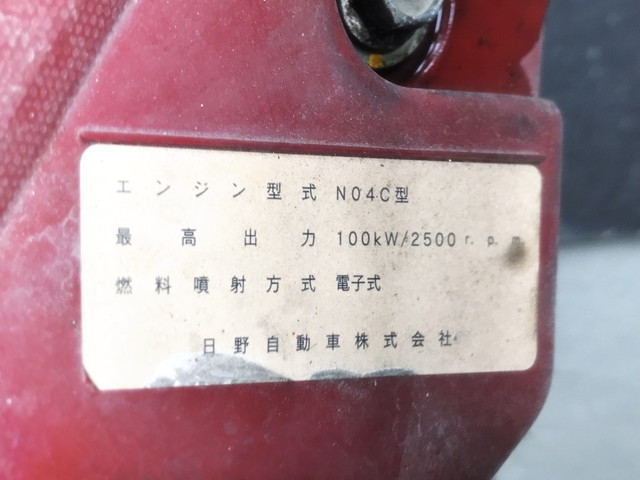 エンジン型式 N04C型
最高出力 100kW/2500 r.p.m
燃料噴射方式 電子式
日野自動車株式会社